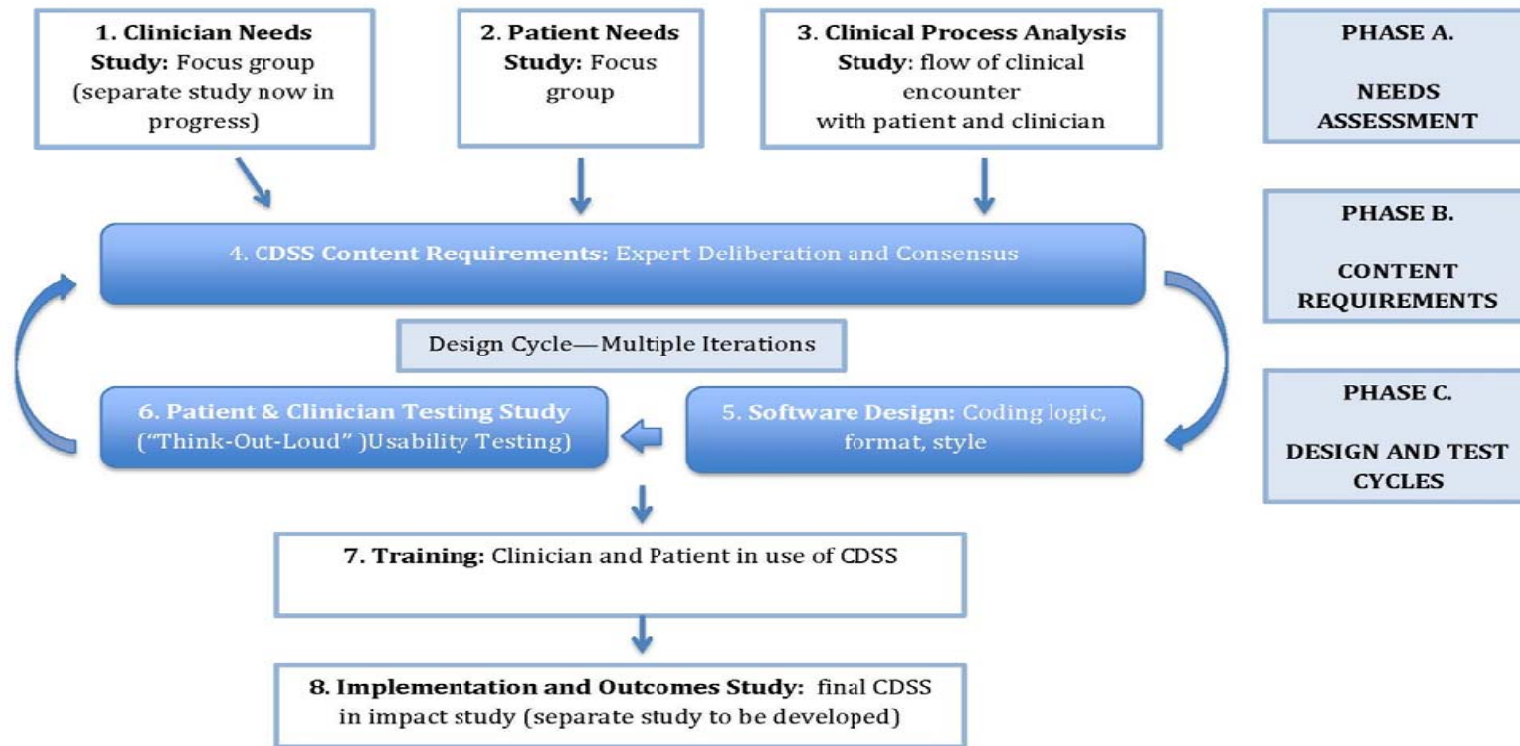 1. Clinician Needs
Study: Focus group
(separate study now in
progress)
2. Patient Needs
Study: Focus
group
3. Clinical Process Analysis
Study: flow of clinical
encounter
with patient and clinician
PHASE A.
NEEDS
ASSESSMENT
4. CDSS Content Requirements: Expert Deliberation and Consensus
PHASE B.
CONTENT
REQUIREMENTS
Design Cycle—Multiple Iterations
6. Patient & Clinician Testing Study
("Think-Out-Loud" )Usability Testing)
5. Software Design: Coding logic,
format, style
PHASE C.
DESIGN AND TEST
CYCLES
7. Training: Clinician and Patient in use of CDSS
8. Implementation and Outcomes Study: final CDSS
in impact study (separate study to be developed)